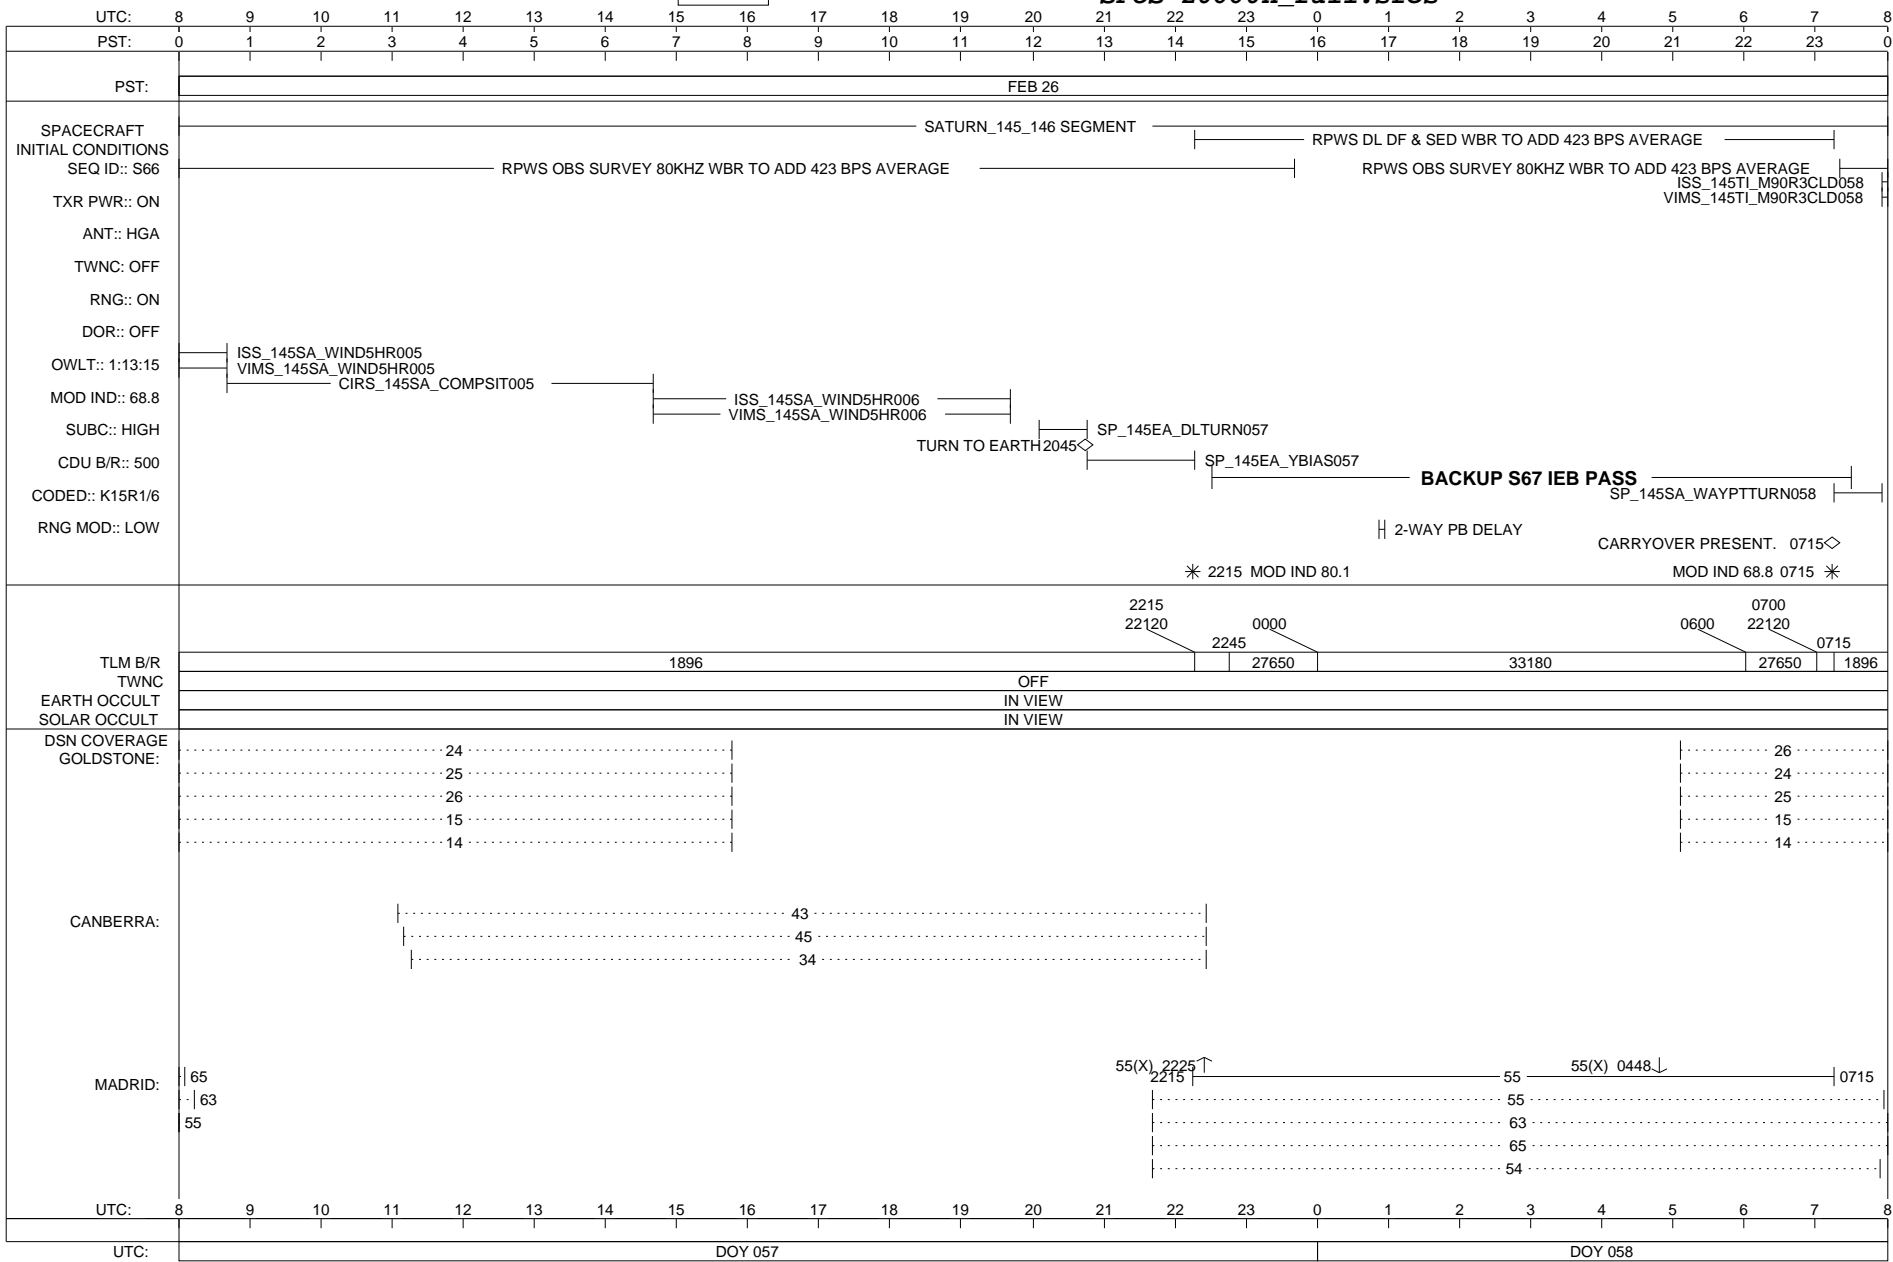 UTC: 8 9 10 11 12 13 14 15 16 17 18 19 20 21 22 23 0 1 2 3 4 5 6 7 8
PST: 0 1 2 3 4 5 6 7 8 9 10 11 12 13 14 15 16 17 18 19 20 21 22 23 0
PST: FEB 26
SPACECRAFT
INITIAL CONDITIONS
SATURN_145_146 SEGMENT
RPWS DL DF & SED WBR TO ADD 423 BPS AVERAGE
SEQ ID:: S66
RPWS OBS SURVEY 80KHZ WBR TO ADD 423 BPS AVERAGE
RPWS OBS SURVEY 80KHZ WBR TO ADD 423 BPS AVERAGE
ISS_145TI_M90R3CLD058
TXR PWR:: ON
VIMS_145TI_M90R3CLD058
ANT:: HGA
TWNC: OFF
RNG:: ON
DOR:: OFF
ISS_145SA_WIND5HR005
OWLT:: 1:13:15
VIMS_145SA_WIND5HR005
CIRS_145SA_COMPSIT005
MOD IND:: 68.8
ISS_145SA_WIND5HR006
VIMS_145SA_WIND5HR006
SUBC:: HIGH
SP_145EA_DLTURN057
TURN TO EARTH 2045
CDU B/R:: 500
SP_145EA_YBIAS057
BACKUP S67 IEB PASS
CODED:: K15R1/6
SP_145SA_WAYPTTURN058
RNG MOD:: LOW
2-WAY PB DELAY
CARRYOVER PRESENT. 0715
2215 MOD IND 80.1
MOD IND 68.8 0715
2215 0700
22120 0000 0600 22120
2245 0715
TLM B/R 1896 27650 33180 27650 1896
TWNC OFF
EARTH OCCULT IN VIEW
SOLAR OCCULT IN VIEW
DSN COVERAGE
GOLDSTONE:
24 26
25 24
26 25
15 15
14 14
CANBERRA:
43
45
34
MADRID:
55(X) 2225 55(X) 0448
65 2215 55 0715
63 55
55 63
65
54
UTC: 8 9 10 11 12 13 14 15 16 17 18 19 20 21 22 23 0 1 2 3 4 5 6 7 8
UTC: DOY 057 DOY 058